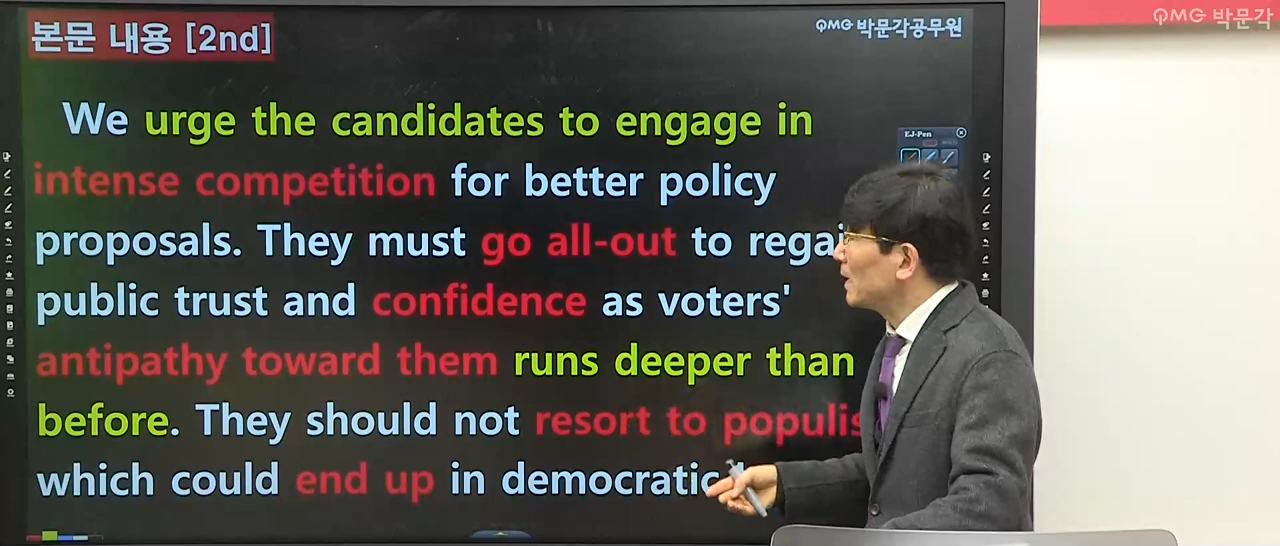 본문 내용 [2nd]
QMG 박문각공무원
QMG 박문각
We urge the candidates to engage in
EJ-Pen
intense competition for better policy
proposals. They must go all-out to
public trust and confidence as voters'
antipathy toward them runs deeper than
before. They should not resort to
which could end up in democratic